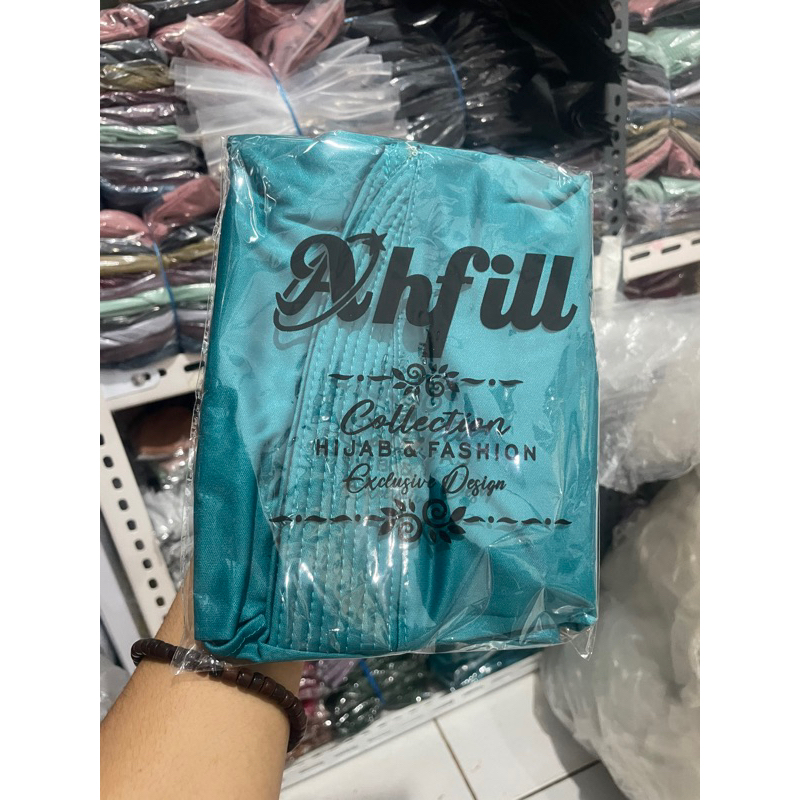 Ahfill
Collection
HIJAB & FASHION
Exclusive Design